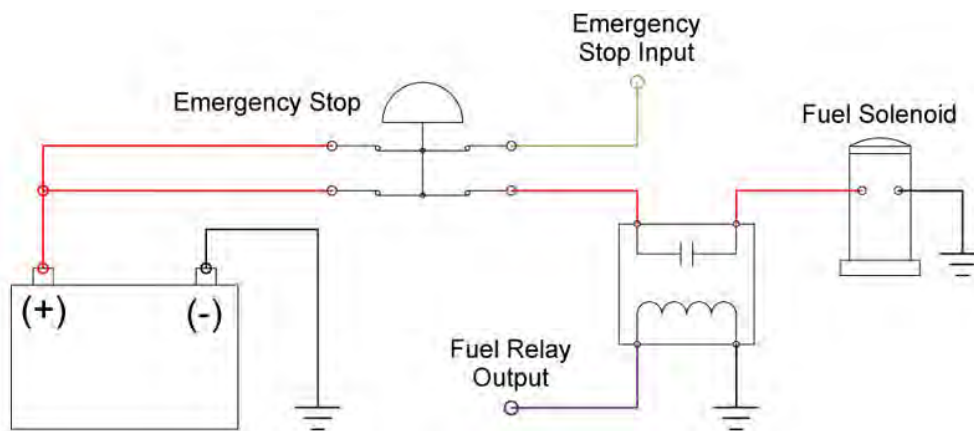 Emergency
Stop Input
Emergency Stop
Fuel Solenoid
(+)
(-)
Fuel Relay
Output